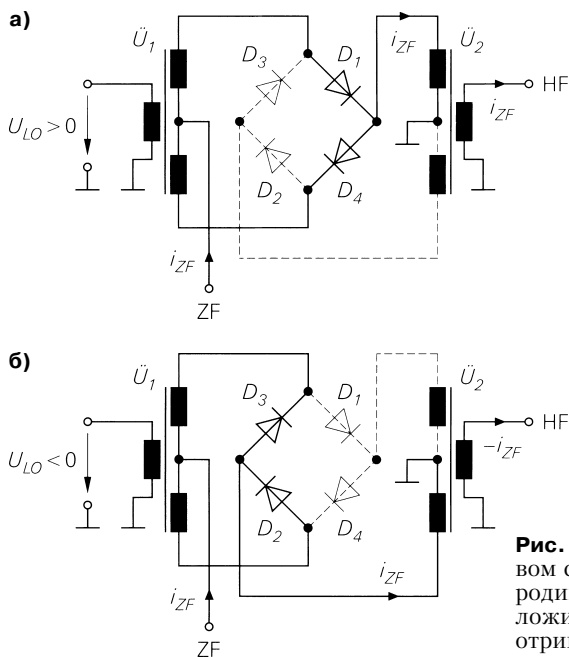 а)
Ü1
D3
D1
iZF
Ü2
HF
iZF
ULO > 0
D2
D4
iZF
ZF
б)
Ü1
D3
D1
Ü2
HF
–iZF
ULO < 0
D2
D4
iZF
iZF
ZF
Рис.
вом с
роди
ложи